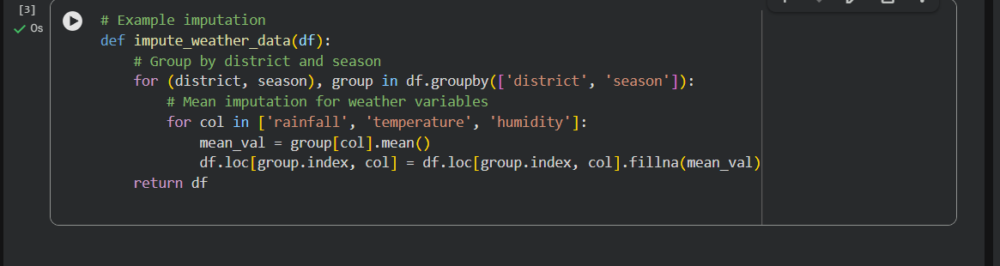 [3]
0s
# Example imputation
def impute_weather_data(df):
    # Group by district and season
    for (district, season), group in df.groupby(['district', 'season']):
        # Mean imputation for weather variables
        for col in ['rainfall', 'temperature', 'humidity']:
            mean_val = group[col].mean()
            df.loc[group.index, col] = df.loc[group.index, col].fillna(mean_val)
    return df